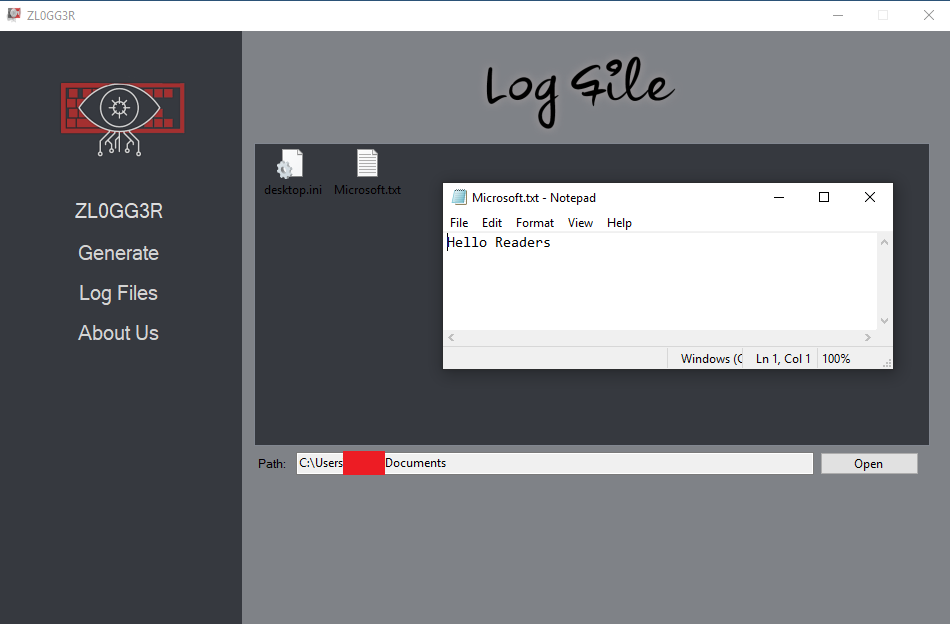 ZL0GG3R
ZL0GG3R
Generate
Log Files
About Us
Log File
desktop.ini
Microsoft.txt
Microsoft.txt - Notepad
File Edit Format View Help
Hello Readers
Windows (C
Ln 1, Col 1
100%
Path:
C:\Users
Documents
Open